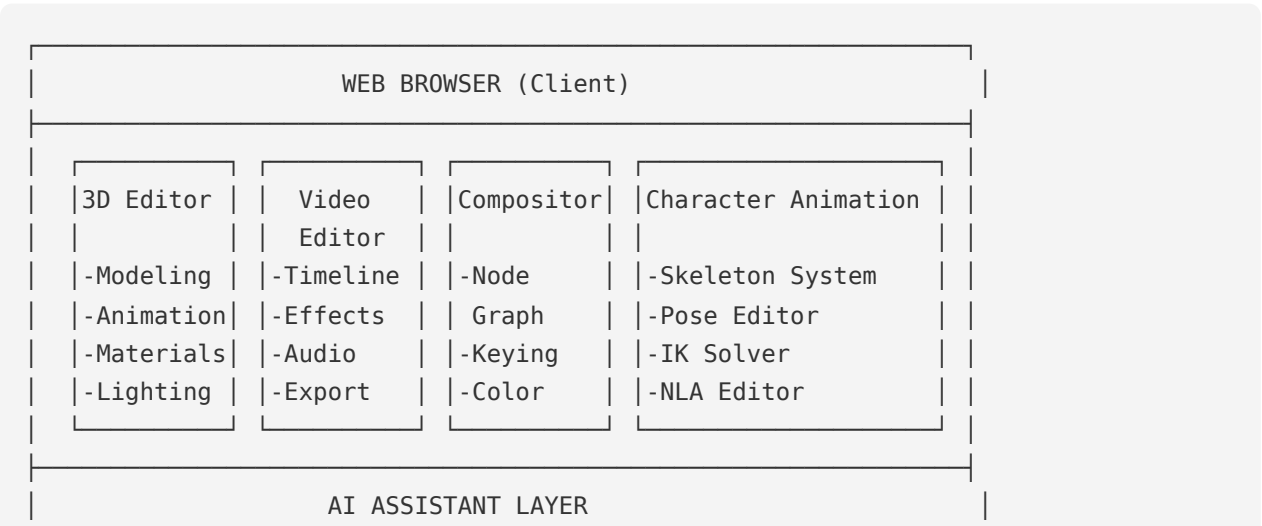 WEB BROWSER (Client)
3D Editor Video Compositor Character Animation
Editor
-Modeling -Timeline -Node -Skeleton System
-Animation -Effects Graph -Pose Editor
-Materials -Audio -Keying -IK Solver
-Lighting -Export -Color -NLA Editor
AI ASSISTANT LAYER